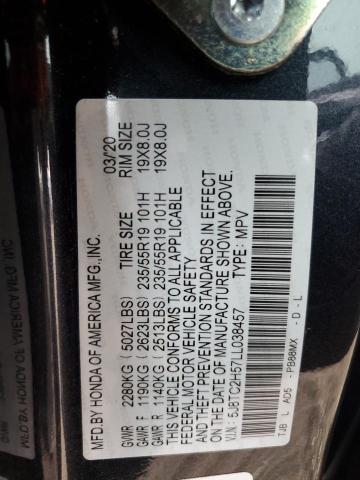 MFD.BY HONDA OF AMERICA MFG.,INC. 03/20
TIRE SIZE RIM SIZE
GVWR 2280KG (5027LBS)
GAWR F 1190KG (2623LBS) 235/55R19 101H 19X8.0J
GAWR R 1140KG (2513LBS) 235/55R19 101H 19X8.0J
THIS VEHICLE CONFORMS TO ALL APPLICABLE
FEDERAL MOTOR VEHICLE SAFETY
AND THEFT PREVENTION STANDARDS IN EFFECT
ON THE DATE OF MANUFACTURE SHOWN ABOVE.
V.I.N.: 5J8TC2H57LL038457 TYPE: MPV
TJB L A05 -PB88MX - D - L